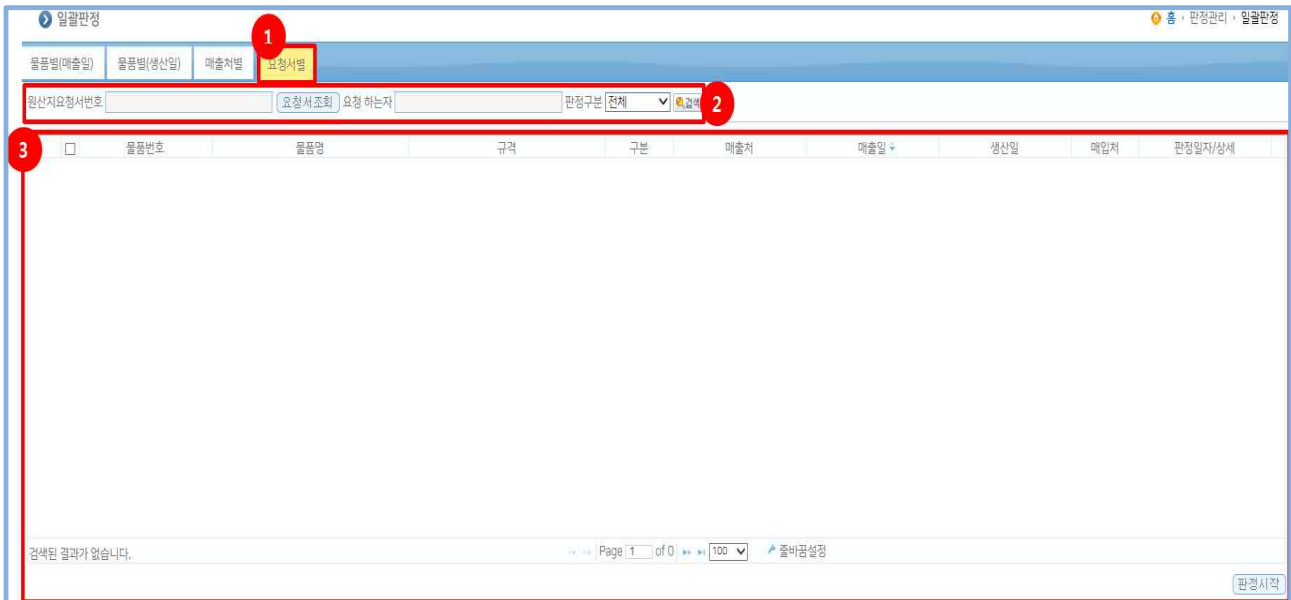 일괄판정
홈 › 판정관리 › 일괄판정
1
물품별(매출일) 물품별(생산일) 매출처별 요청서별
원산지요청서번호 요청서조회 요청 하는자 판정구분 전체 검색 2
3 물품번호 물품명 규격 구분 매출처 매출일 생산일 매입처 판정일자/상세
검색된 결과가 없습니다. Page 1 of 0 100 줄바꿈설정
판정시작